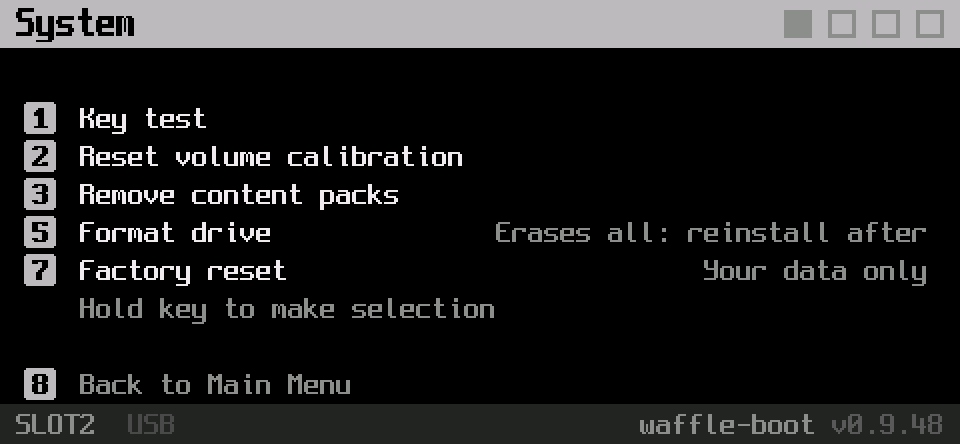 System
1 Key test
2 Reset volume calibration
3 Remove content packs
5 Format drive Erases all: reinstall after
7 Factory reset Your data only
Hold key to make selection
8 Back to Main Menu
SLOT2 USB waffle-boot v0.9.48